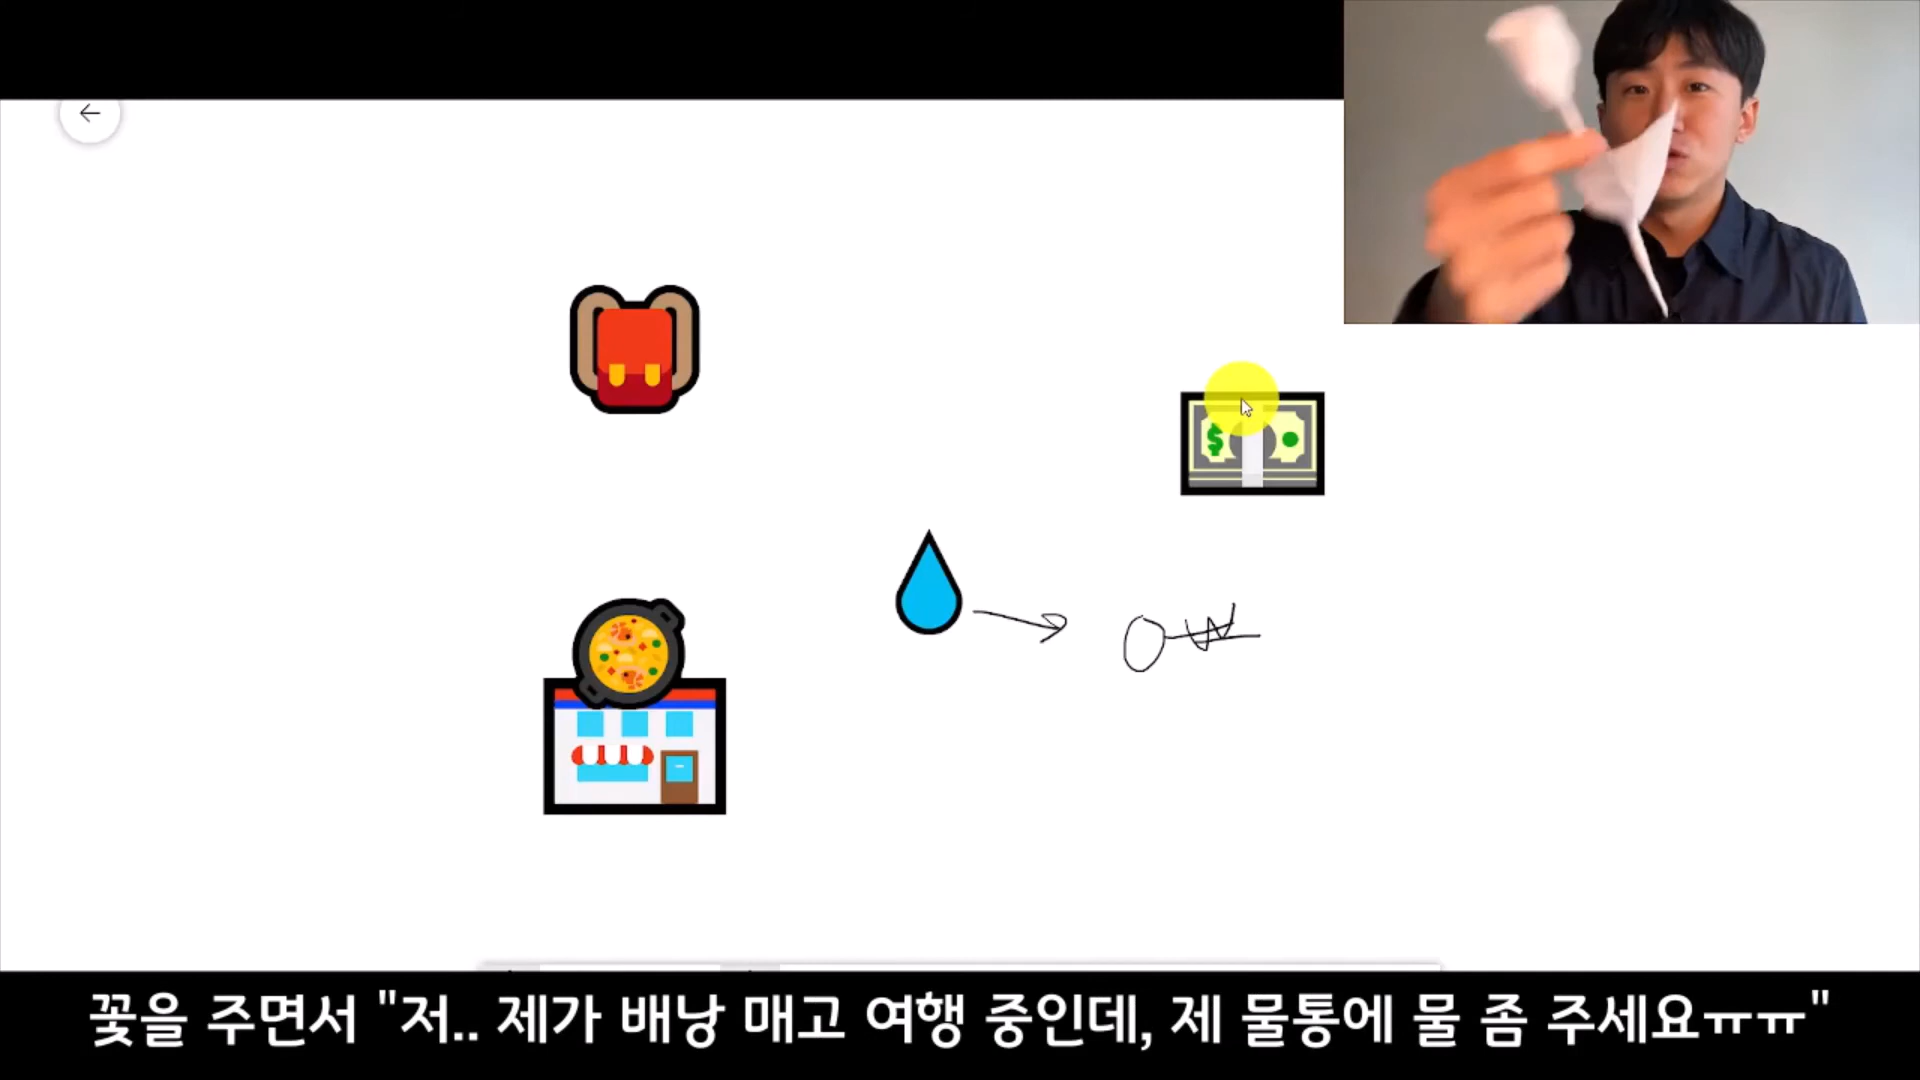 0₩
꽃을 주면서 "저.. 제가 배낭 매고 여행 중인데, 제 물통에 물 좀 주세요ㅠㅠ"